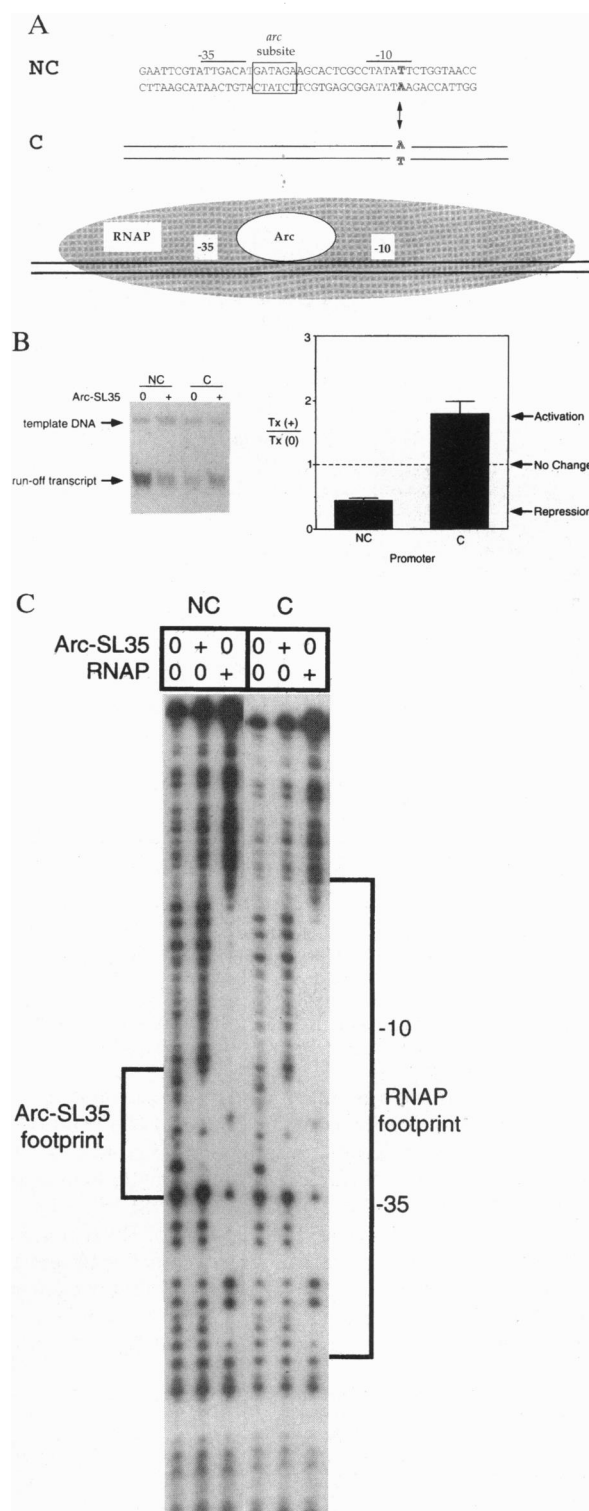 A
arc
-35 subsite -10
NC GAATTCGTATTGACATGATAGAAGCACTCGCCTATATTCTGGTAACC
CTTAAGCATAACTGTACTATCTTCGTGAGCGGATATAAGACCATTGG
C A
T
RNAP -35 Arc -10
B
NC C
Arc-SL35 0 + 0 +
template DNA
run-off transcript
3
2
1
0
Tx (+)
Tx (0)
Activation
No Change
Repression
NC C
Promoter
C
NC C
Arc-SL35 0 + 0 0 + 0
RNAP 0 0 + 0 0 +
-10
Arc-SL35
footprint
RNAP
footprint
-35